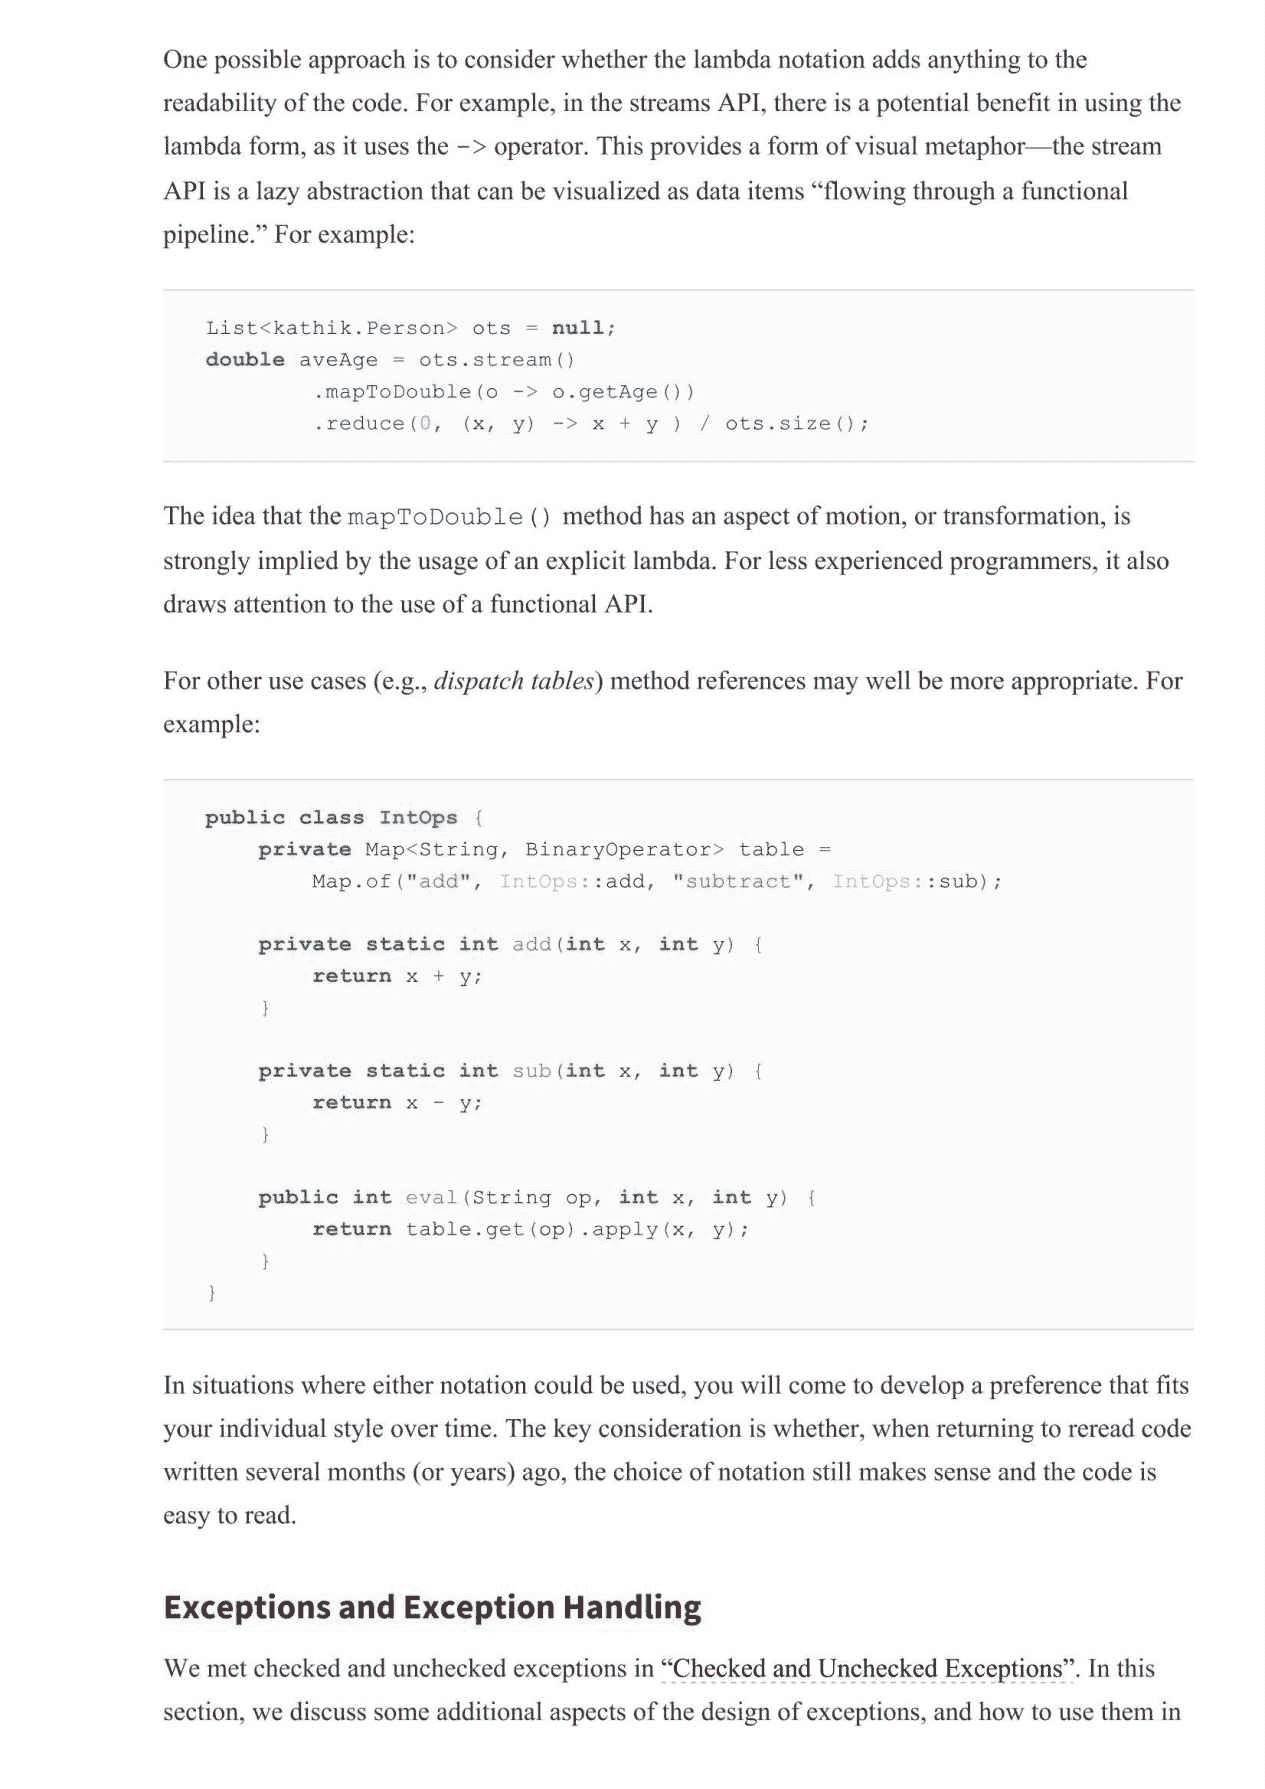 One possible approach is to consider whether the lambda notation adds anything to the
readability of the code. For example, in the streams API, there is a potential benefit in using the
lambda form, as it uses the -> operator. This provides a form of visual metaphor—the stream
API is a lazy abstraction that can be visualized as data items “flowing through a functional
pipeline.” For example:
List<kathik.Person> ots = null;
double aveAge = ots.stream()
        .mapToDouble(o -> o.getAge())
        .reduce(0, (x, y) -> x + y ) / ots.size();
The idea that the mapToDouble() method has an aspect of motion, or transformation, is
strongly implied by the usage of an explicit lambda. For less experienced programmers, it also
draws attention to the use of a functional API.
For other use cases (e.g., dispatch tables) method references may well be more appropriate. For
example:
public class IntOps {
    private Map<String, BinaryOperator> table =
        Map.of("add", IntOps::add, "subtract", IntOps::sub);
    private static int add(int x, int y) {
        return x + y;
    }
    private static int sub(int x, int y) {
        return x - y;
    }
    public int eval(String op, int x, int y) {
        return table.get(op).apply(x, y);
    }
}
In situations where either notation could be used, you will come to develop a preference that fits
your individual style over time. The key consideration is whether, when returning to reread code
written several months (or years) ago, the choice of notation still makes sense and the code is
easy to read.
Exceptions and Exception Handling
We met checked and unchecked exceptions in “Checked and Unchecked Exceptions”. In this
section, we discuss some additional aspects of the design of exceptions, and how to use them in